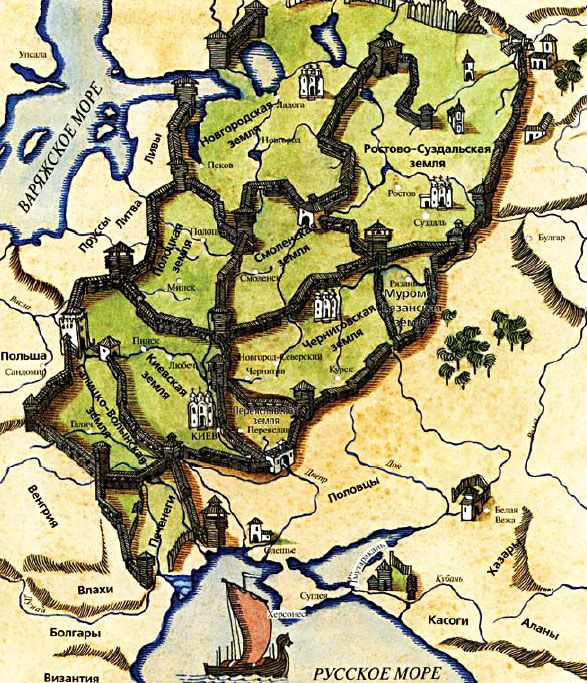 Упсала
ВАРЯЖСКОЕ МОРЕ
Ладога
Новгородская
земля
Новгород
Ливы
Псков
Ростово-Суздальская
земля
Ростов
Суздаль
Литва
Пруссы
Полоцк
Полоцкая
земля
Смоленская
земля
Булгар
Смоленск
Минск
Рязань
Муромо-
Рязанская
земля
Висла
Черниговская
земля
Польша
Сандомир
Пинск
Любеч
Новгород-Северский
Чернигов
Курск
Киевская
земля
Галицко-Волынская
земля
Переяславская
земля
Галич
КИЕВ
Переяславль
Днепр
Дон
Половцы
Венгрия
Печенеги
Белая
Вежа
Олешье
Хазары
Тмутаракань
Влахи
Дунай
Сугдея
Кубань
Херсонес
Касоги
Аланы
Болгары
Византия
РУССКОЕ МОРЕ